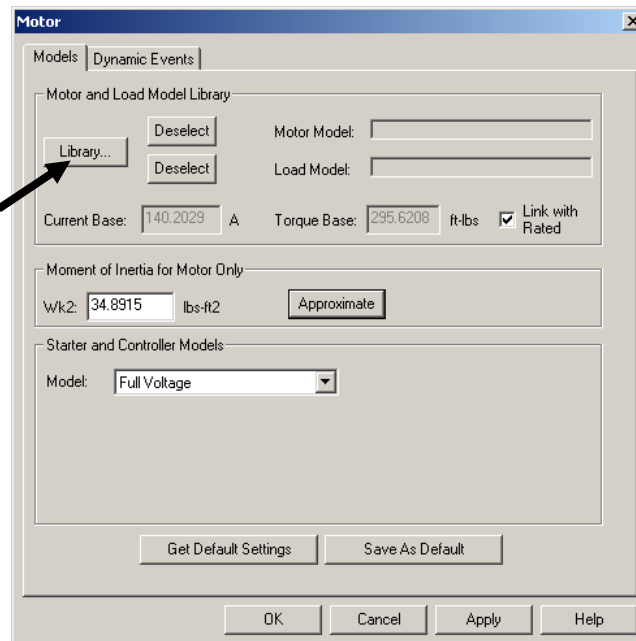 Motor
Models
Dynamic Events
Motor and Load Model Library
Library...
Deselect
Motor Model:
Deselect
Load Model:
Current Base: 140.2029 A
Torque Base: 295.6208 ft-lbs
Link with
Rated
Moment of Inertia for Motor Only
Wk2: 34.8915 lbs-ft2
Approximate
Starter and Controller Models
Model: Full Voltage
Get Default Settings
Save As Default
OK
Cancel
Apply
Help